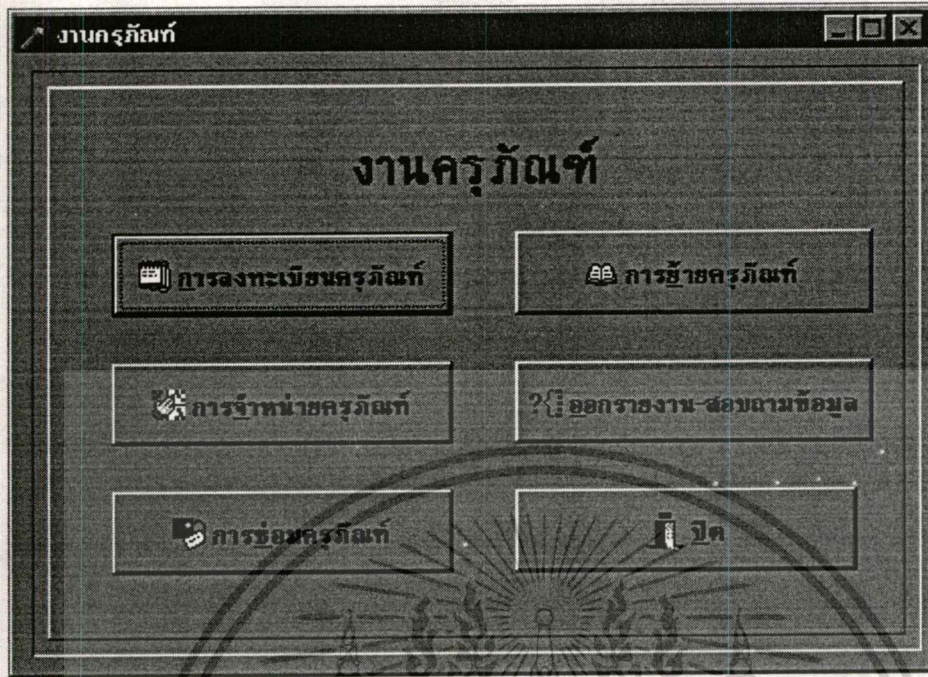 งานครุภัณฑ์
งานครุภัณฑ์
การลงทะเบียนครุภัณฑ์
การย้ายครุภัณฑ์
การจำหน่ายครุภัณฑ์
ออกรายงาน-สอบถามข้อมูล
การซ่อมครุภัณฑ์
ปิด